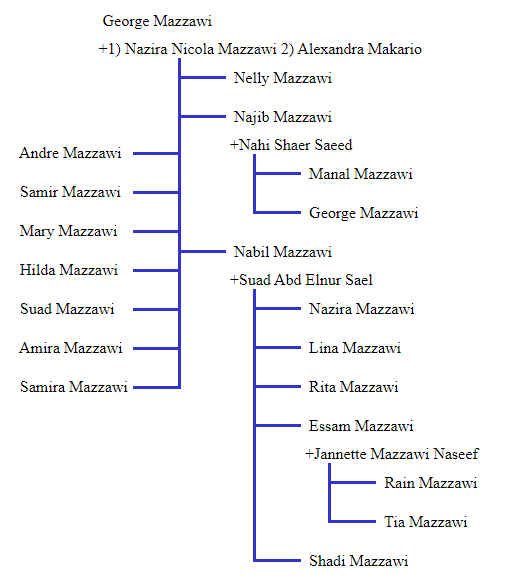 George Mazzawi
+1) Nazira Nicola Mazzawi 2) Alexandra Makario
Nelly Mazzawi
Najib Mazzawi
+Nahi Shaer Saeed
Andre Mazzawi
Manal Mazzawi
Samir Mazzawi
George Mazzawi
Mary Mazzawi
Nabil Mazzawi
Hilda Mazzawi
+Suad Abd Elnur Sael
Suad Mazzawi
Nazira Mazzawi
Amira Mazzawi
Lina Mazzawi
Samira Mazzawi
Rita Mazzawi
Essam Mazzawi
+Jannette Mazzawi Naseef
Rain Mazzawi
Tia Mazzawi
Shadi Mazzawi